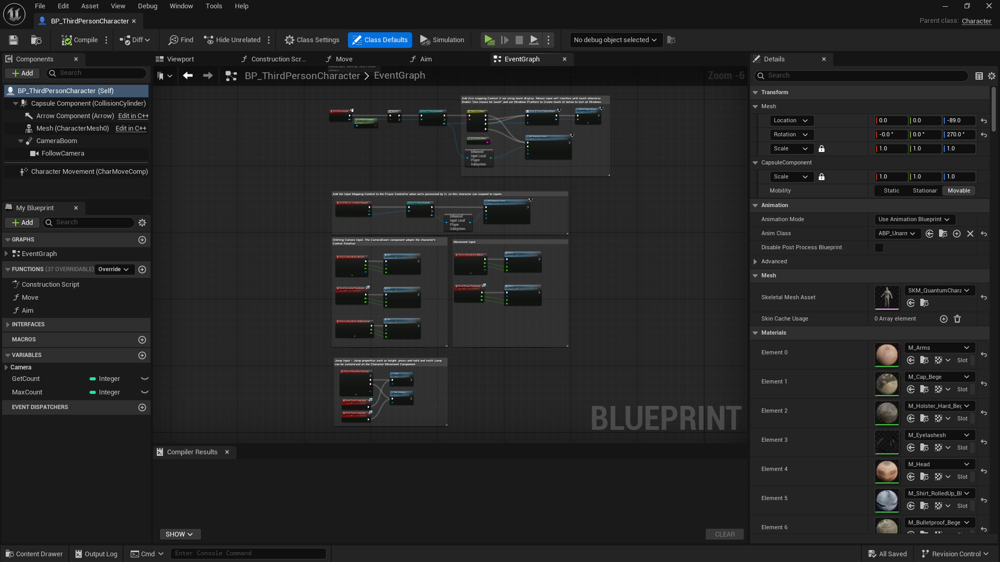 File Edit Asset View Debug Window Tools Help
BP_ThirdPersonCharacter
Parent class: Character
Compile
Diff
Find
Hide Unrelated
Class Settings
Class Defaults
Simulation
No debug object selected
Components
Add
Search
BP_ThirdPersonCharacter (Self)
Capsule Component (CollisionCylinder)
Arrow Component (Arrow) Edit in C++
Mesh (CharacterMesh0) Edit in C++
CameraBoom
FollowCamera
Character Movement (CharMoveComp)
My Blueprint
Add
Search
GRAPHS
EventGraph
FUNCTIONS (37 OVERRIDABLE) Override
Construction Script
Move
Aim
INTERFACES
MACROS
VARIABLES
Camera
GetCount Integer
MaxCount Integer
EVENT DISPATCHERS
Viewport
Construction Scr...
Move
Aim
EventGraph
BP_ThirdPersonCharacter > EventGraph
Zoom -6
Add Aim mapping Context if not using touch display. Mouse input will interfere with touch otherwise.
Enable "Use mouse for touch" and set Windows Platform to Create touch UI below to test on Windows.
Enhanced
Input Local
Player
Subsystem
Add the Input Mapping Context to the Player Controller when we're possessed by it, so this character can respond to inputs.
Enhanced
Input Local
Player
Subsystem
Orbiting Camera Input. The CameraBoom component adopts the character's
Control Rotation
Movement Input
Jump Input - Jump properties such as height, press-and-hold and multi-jump
can be customized on the Character Movement Component.
BLUEPRINT
Compiler Results
SHOW
CLEAR
Details
Search
Transform
Mesh
Location 0.0 0.0 -89.0
Rotation -0.0 ° 0.0 ° 270.0 °
Scale 1.0 1.0 1.0
CapsuleComponent
Scale 1.0 1.0 1.0
Mobility Static Stationar Movable
Animation
Animation Mode Use Animation Blueprint
Anim Class ABP_Unarn
Disable Post Process Blueprint
Advanced
Mesh
Skeletal Mesh Asset SKM_QuantumChara
Skin Cache Usage 0 Array element
Materials
Element 0 M_Arms
Slot
Element 1 M_Cap_Bege
Slot
Element 2 M_Holster_Hard_Beg
Slot
Element 3 M_Eyelashesh
Slot
Element 4 M_Head
Slot
Element 5 M_Shirt_RolledUp_Bl
Slot
Element 6 M_Bulletproof_Bege
Content Drawer
Output Log
Cmd
Enter Console Command
All Saved
Revision Control